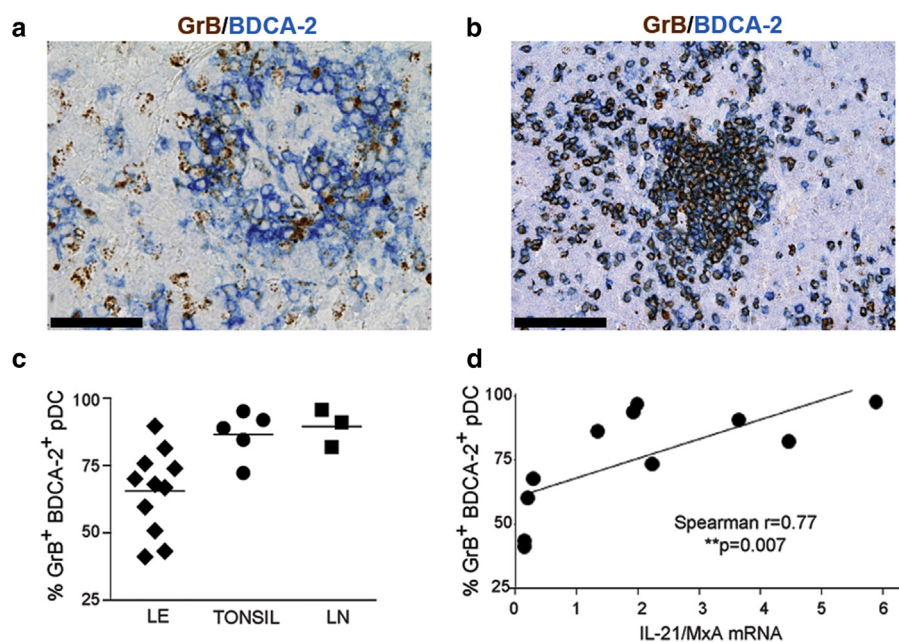 a
GrB/BDCA-2
b
GrB/BDCA-2
c
% GrB⁺ BDCA-2⁺ pDC
100
75
50
25
LE TONSIL LN
d
% GrB⁺ BDCA-2⁺ pDC
100
75
50
25
Spearman r=0.77
**p=0.007
0 1 2 3 4 5 6
IL-21/MxA mRNA